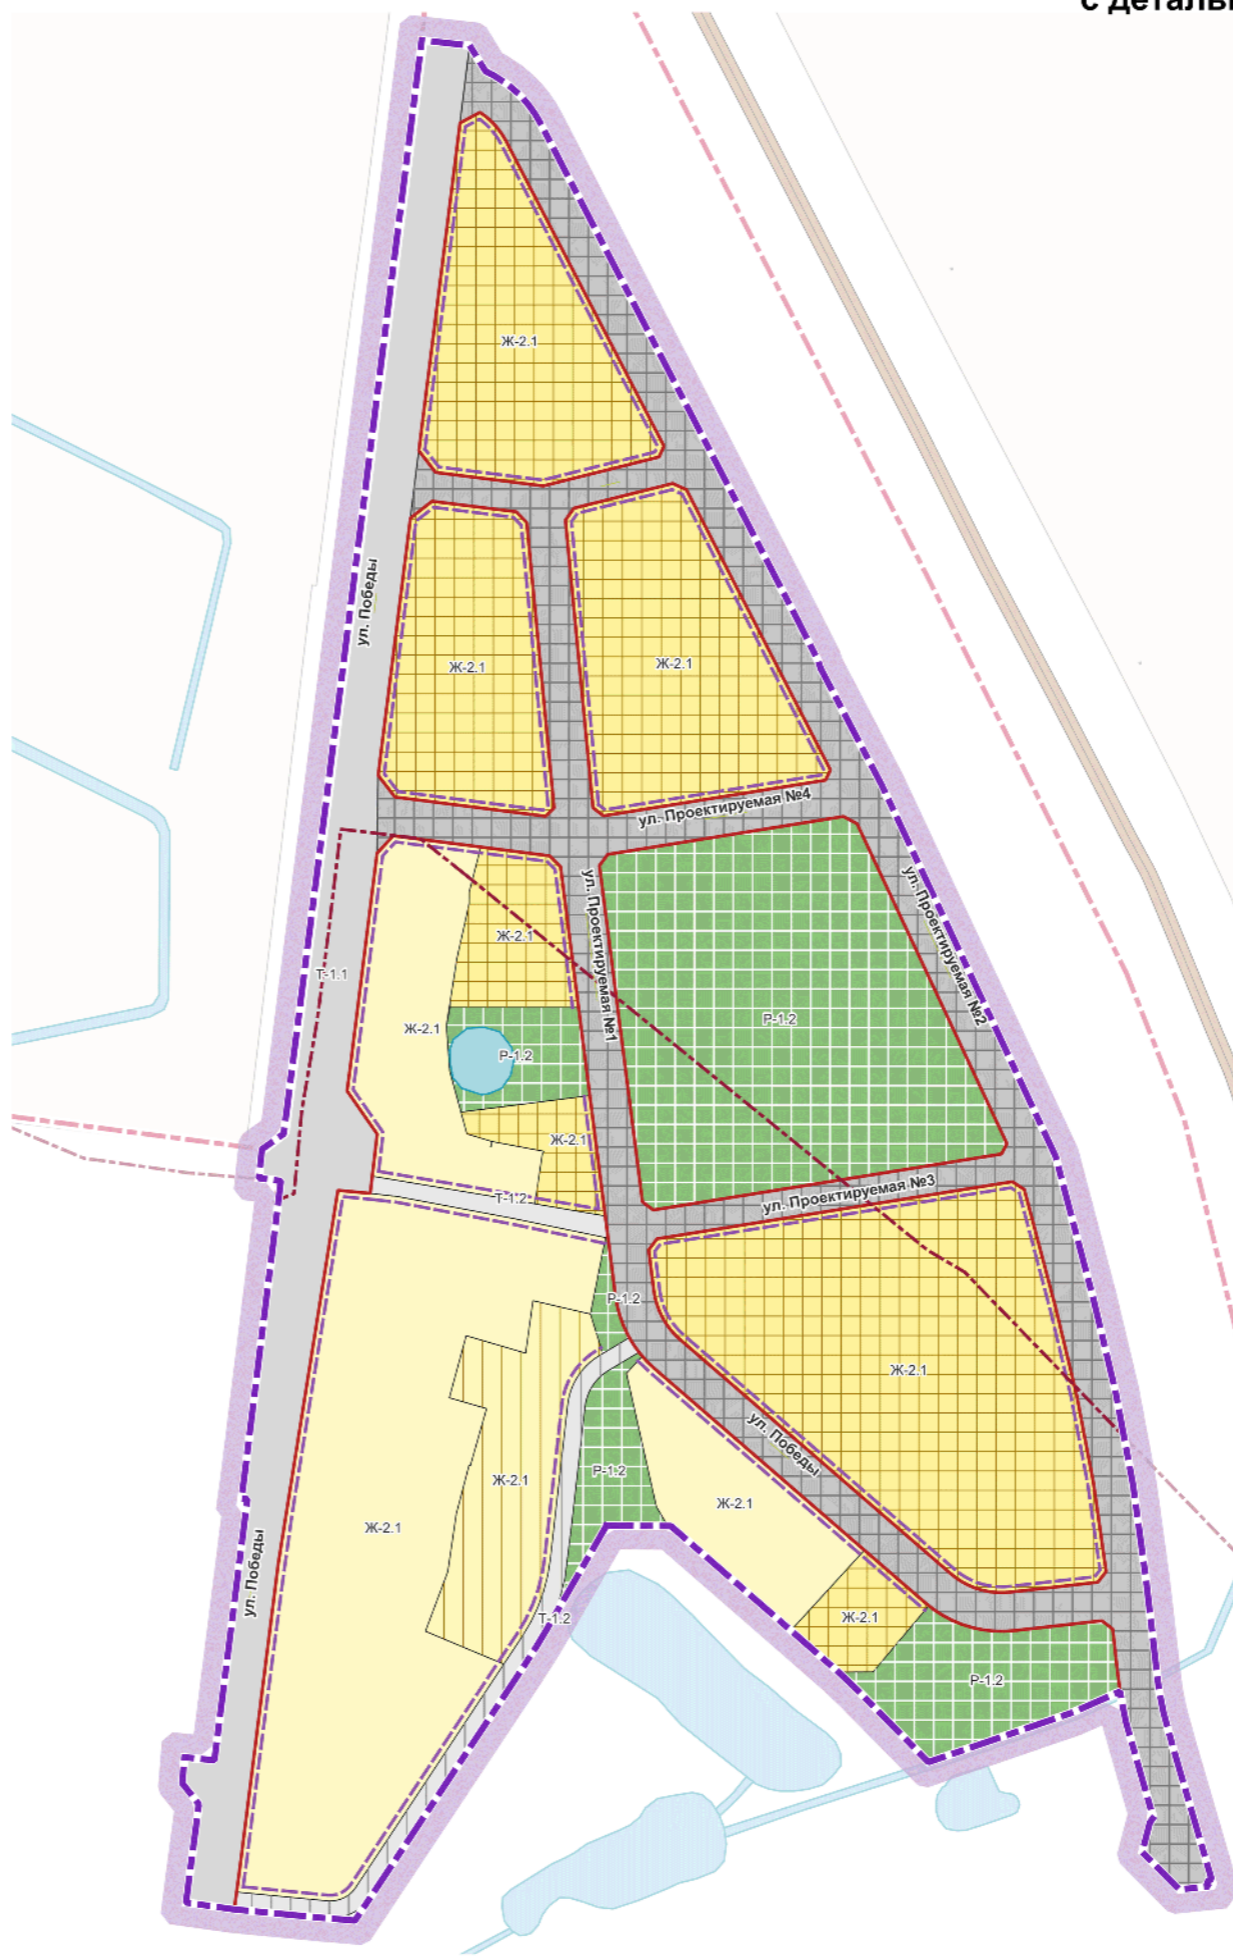 с деталь
Ж-2.1
ул. Победы
Ж-2.1
Ж-2.1
ул. Проектируемая №4
ул. Проектируемая №1
ул. Проектируемая №2
Ж-2.1
Т-1.1
Р-1.2
Ж-2.1
Р-1.2
Ж-2.1
Т-1.2
ул. Проектируемая №3
Р-1.2
Ж-2.1
ул. Победы
Р-1.2
Ж-2.1
Ж-2.1
Ж-2.1
ул. Победы
Т-1.2
Ж-2.1
Р-1.2